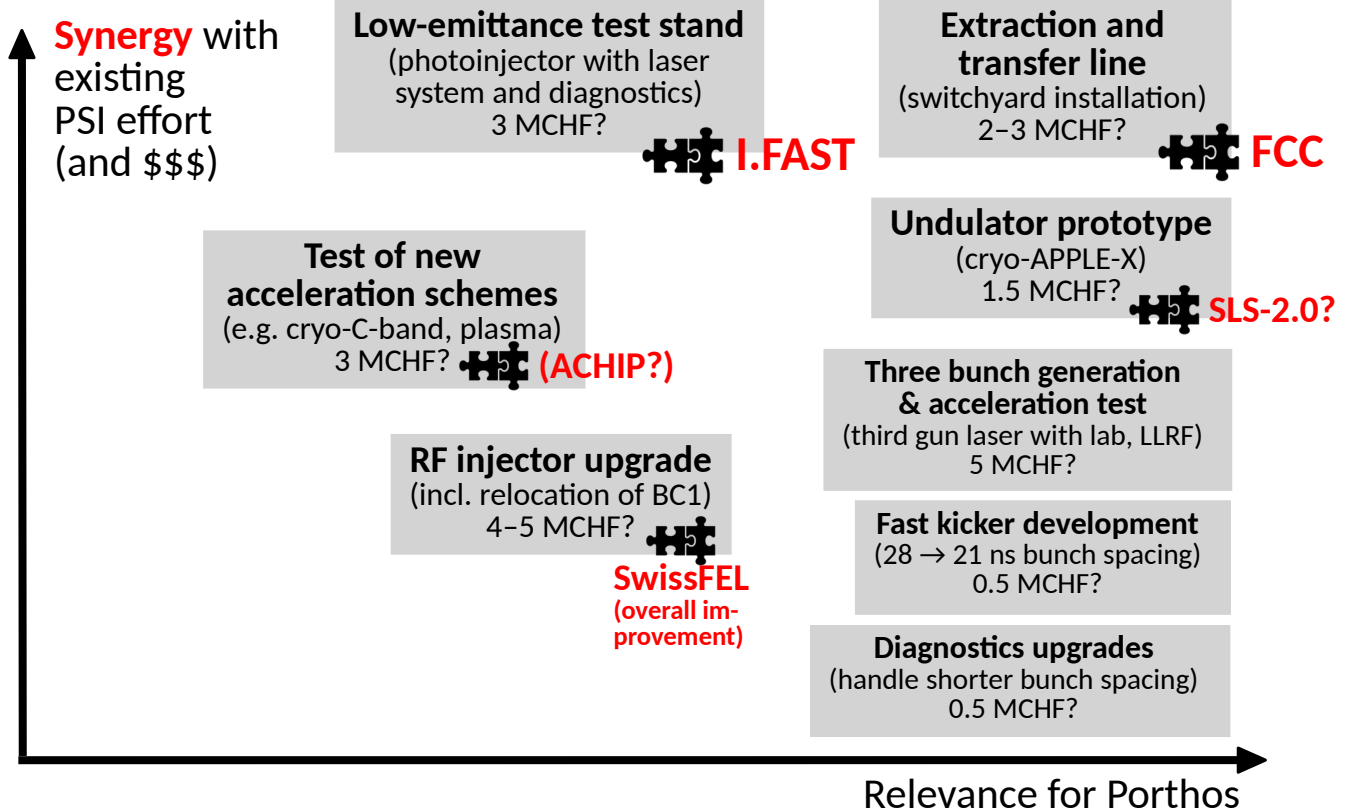 Synergy with
existing
PSI effort
(and $$$)
Low-emittance test stand
(photoinjector with laser
system and diagnostics)
3 MCHF?
I.FAST
Extraction and
transfer line
(switchyard installation)
2–3 MCHF?
FCC
Undulator prototype
(cryo-APPLE-X)
1.5 MCHF?
SLS-2.0?
Test of new
acceleration schemes
(e.g. cryo-C-band, plasma)
3 MCHF?
(ACHIP?)
Three bunch generation
& acceleration test
(third gun laser with lab, LLRF)
5 MCHF?
RF injector upgrade
(incl. relocation of BC1)
4–5 MCHF?
SwissFEL
(overall im-
provement)
Fast kicker development
(28 → 21 ns bunch spacing)
0.5 MCHF?
Diagnostics upgrades
(handle shorter bunch spacing)
0.5 MCHF?
Relevance for Porthos